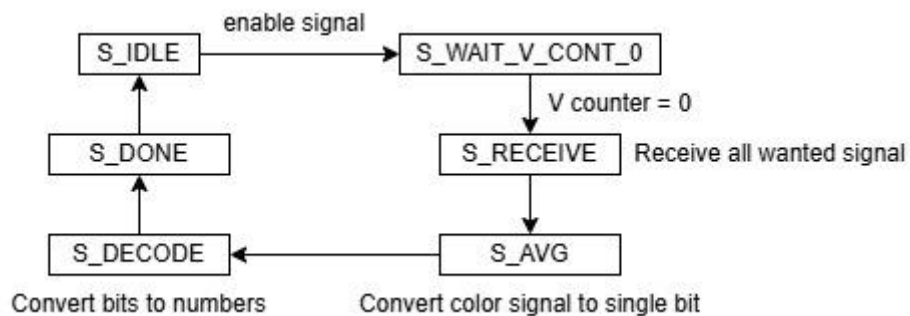 enable signal
S_IDLE
S_WAIT_V_CONT_0
V counter = 0
S_DONE
S_RECEIVE
Receive all wanted signal
S_DECODE
S_AVG
Convert bits to numbers
Convert color signal to single bit